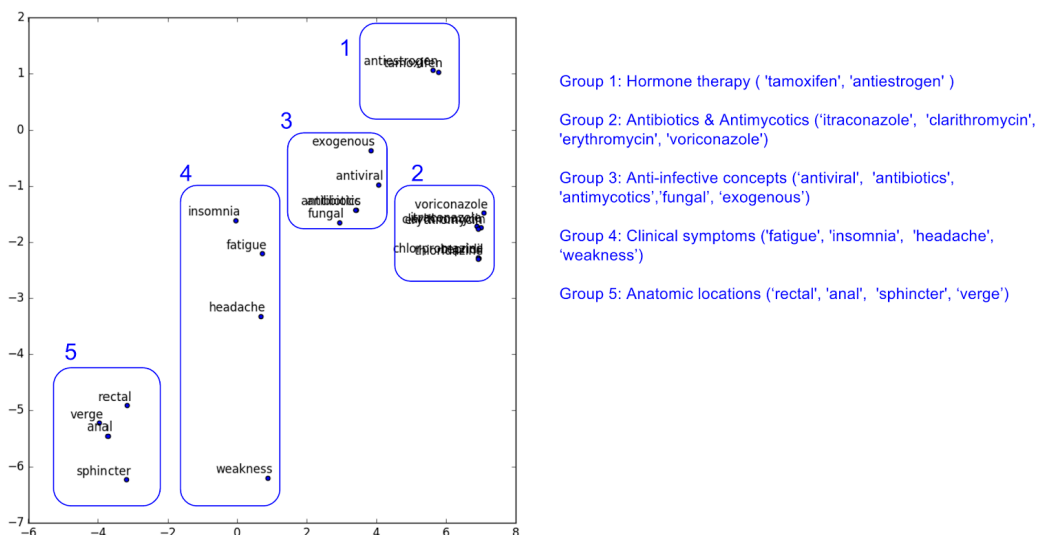 2
1
0
−1
−2
−3
−4
−5
−6
−7
−6
−4
−2
0
2
4
6
8
1
antiestrogen
tamoxifen
3
exogenous
antiviral
antibiotics
fungal
2
voriconazole
itraconazole
erythromycin
chlorpromazine
thioridazine
4
insomnia
fatigue
headache
weakness
5
rectal
verge
anal
sphincter
Group 1: Hormone therapy ( 'tamoxifen', 'antiestrogen' )
Group 2: Antibiotics & Antimycotics (‘itraconazole', 'clarithromycin',
'erythromycin', 'voriconazole')
Group 3: Anti-infective concepts (‘antiviral', 'antibiotics',
'antimycotics’,’fungal’, ‘exogenous’)
Group 4: Clinical symptoms ('fatigue', 'insomnia', 'headache',
‘weakness’)
Group 5: Anatomic locations (‘rectal', 'anal', 'sphincter', ‘verge’)